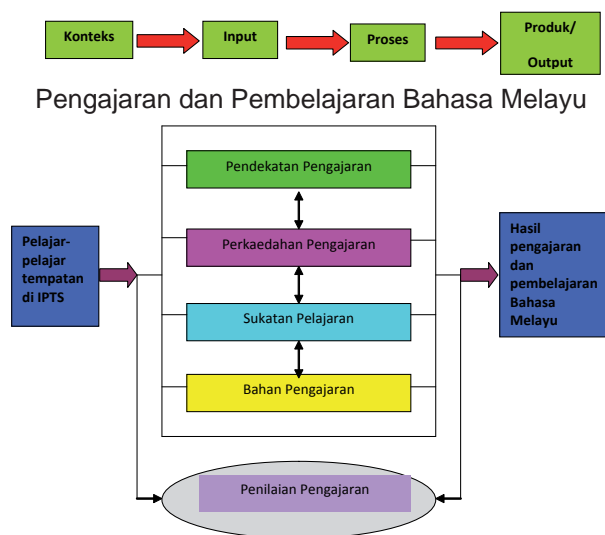 Konteks
Input
Proses
Produk/
Output
Pengajaran dan Pembelajaran Bahasa Melayu
Pendekatan Pengajaran
Perkaedahan Pengajaran
Sukatan Pelajaran
Bahan Pengajaran
Pelajar-
pelajar
tempatan
di IPTS
Hasil
pengajaran
dan
pembelajaran
Bahasa
Melayu
Penilaian Pengajaran